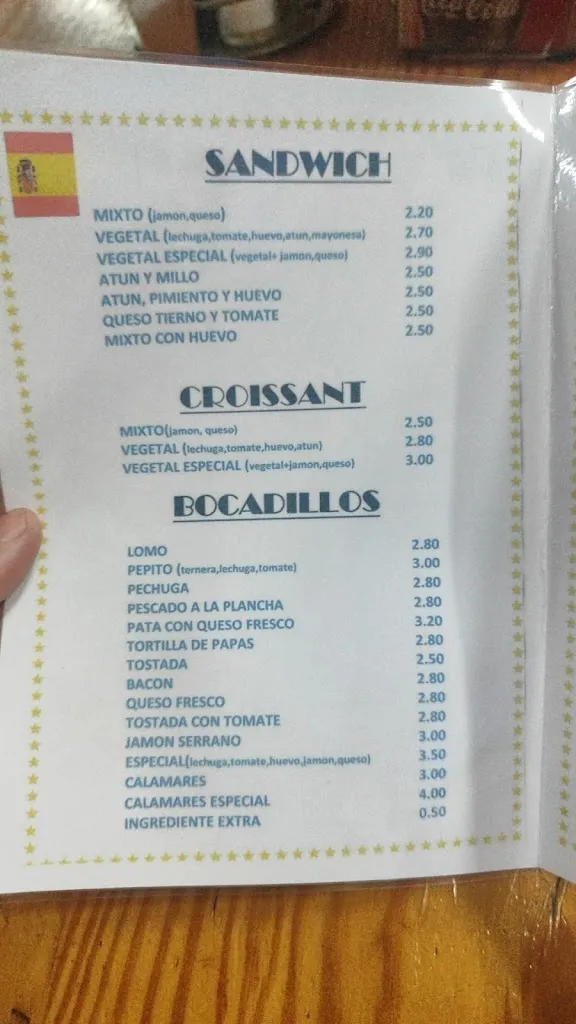 SANDWICH
MIXTO (jamon,queso) 2.20
VEGETAL (lechuga,tomate,huevo,atun,mayonesa) 2.70
VEGETAL ESPECIAL (vegetal+ jamon,queso) 2.90
ATUN Y MILLO 2.50
ATUN, PIMIENTO Y HUEVO 2.50
QUESO TIERNO Y TOMATE 2.50
MIXTO CON HUEVO 2.50
CROISSANT
MIXTO(jamon, queso) 2.50
VEGETAL (lechuga,tomate,huevo,atun) 2.80
VEGETAL ESPECIAL (vegetal+jamon,queso) 3.00
BOCADILLOS
LOMO 2.80
PEPITO (ternera,lechuga,tomate) 3.00
PECHUGA 2.80
PESCADO A LA PLANCHA 2.80
PATA CON QUESO FRESCO 3.20
TORTILLA DE PAPAS 2.80
TOSTADA 2.50
BACON 2.80
QUESO FRESCO 2.80
TOSTADA CON TOMATE 2.80
JAMON SERRANO 3.00
ESPECIAL(lechuga,tomate,huevo,jamon,queso) 3.50
CALAMARES 3.00
CALAMARES ESPECIAL 4.00
INGREDIENTE EXTRA 0.50